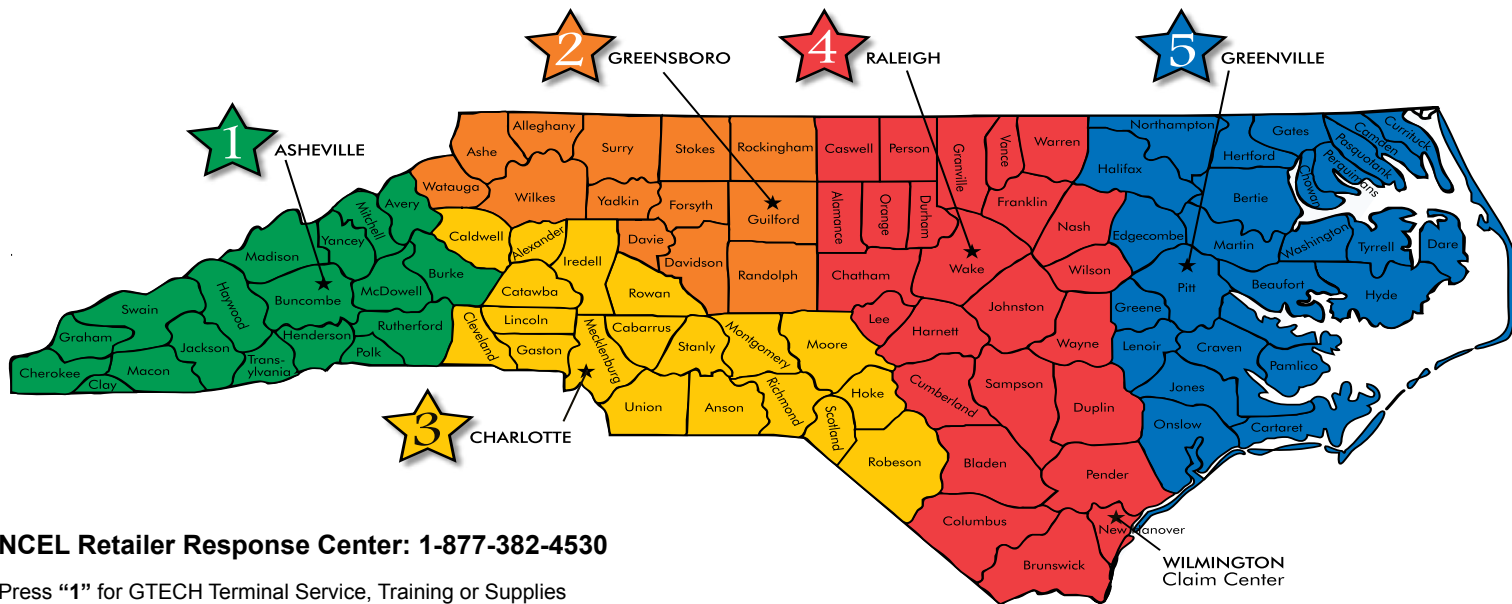 2 GREENSBORO
4 RALEIGH
5 GREENVILLE
1 ASHEVILLE
3 CHARLOTTE
WILMINGTON
Claim Center
Cherokee
Graham
Clay
Swain
Macon
Jackson
Haywood
Trans-
sylvania
Madison
Buncombe
Henderson
Yancey
Mitchell
Avery
McDowell
Burke
Rutherford
Polk
Ashe
Alleghany
Watauga
Wilkes
Surry
Yadkin
Stokes
Forsyth
Rockingham
Guilford
Davie
Davidson
Randolph
Caldwell
Alexander
Iredell
Catawba
Rowan
Lincoln
Cleveland
Gaston
Mecklenburg
Cabarrus
Stanly
Montgomery
Moore
Union
Anson
Richmond
Scotland
Hoke
Robeson
Caswell
Person
Granville
Vance
Warren
Alamance
Orange
Durham
Franklin
Nash
Chatham
Wake
Wilson
Lee
Harnett
Johnston
Wayne
Cumberland
Sampson
Duplin
Bladen
Pender
Columbus
Brunswick
New Hanover
Northampton
Halifax
Gates
Hertford
Bertie
Camden
Currituck
Pasquotank
Perquimans
Chowan
Edgecombe
Martin
Washington
Tyrrell
Dare
Pitt
Beaufort
Hyde
Greene
Lenoir
Craven
Pamlico
Jones
Onslow
Cartaret
NCEL Retailer Response Center: 1-877-382-4530
Press “1” for GTECH Terminal Service, Training or Supplies